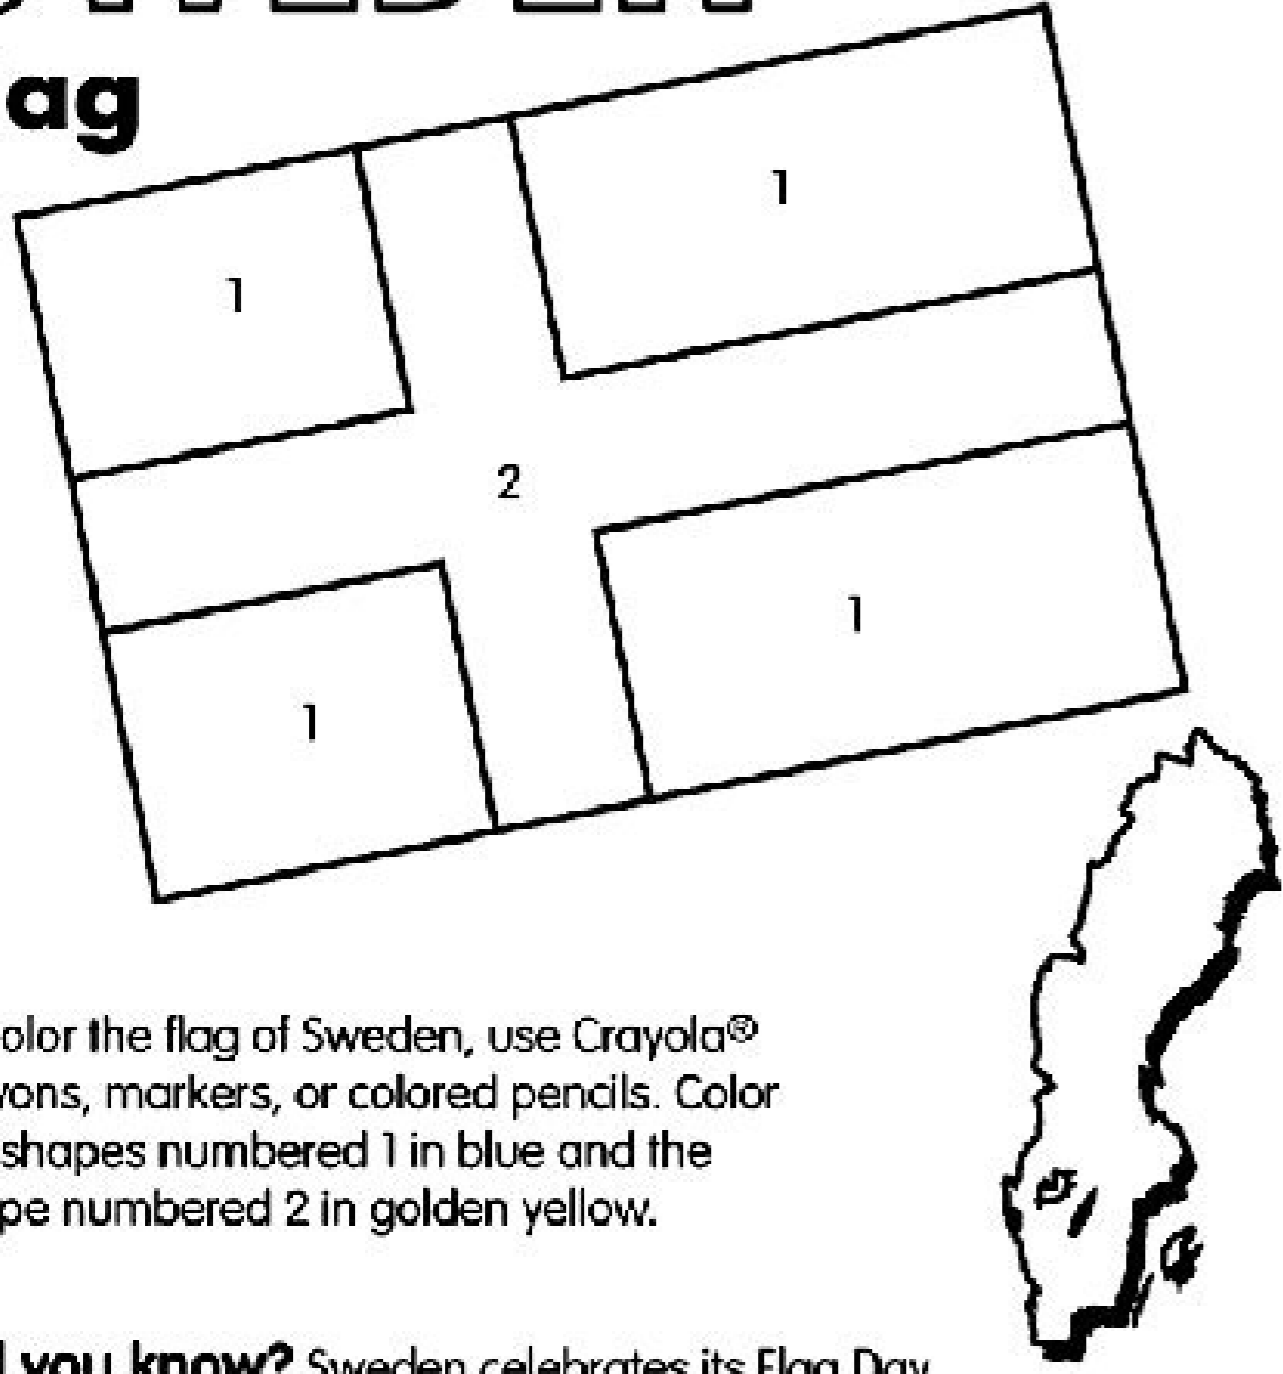 ag
1
1
2
1
1
olor the flag of Sweden, use Crayola®
yons, markers, or colored pencils. Color
shapes numbered 1 in blue and the
pe numbered 2 in golden yellow.
you know? Sweden celebrates its Flag Day